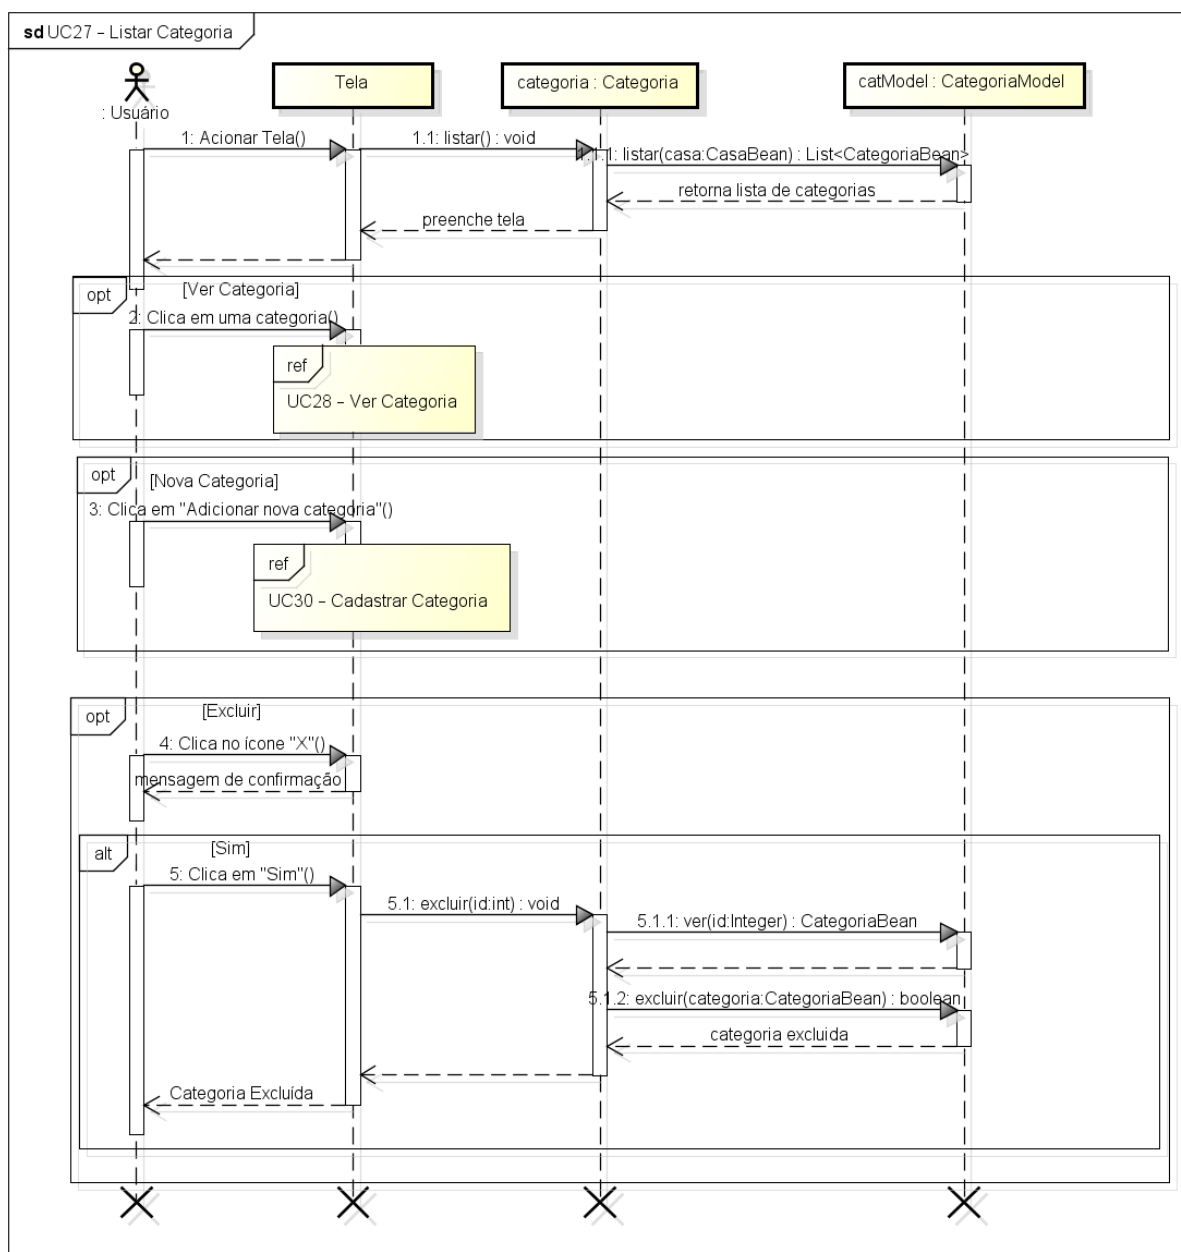 sd UC27 – Listar Categoria
: Usuário
Tela
categoria : Categoria
catModel : CategoriaModel
1: Acionar Tela()
1.1: listar() : void
1.1.1: listar(casa:CasaBean) : List<CategoriaBean>
retorna lista de categorias
preenche tela
opt
[Ver Categoria]
2: Clica em uma categoria()
ref
UC28 – Ver Categoria
opt
[Nova Categoria]
3: Clica em "Adicionar nova categoria"()
ref
UC30 – Cadastrar Categoria
opt
[Excluir]
4: Clica no ícone "X"()
mensagem de confirmação
alt
[Sim]
5: Clica em "Sim"()
5.1: excluir(id:int) : void
5.1.1: ver(id:Integer) : CategoriaBean
5.1.2: excluir(categoria:CategoriaBean) : boolean
categoria excluida
Categoria Excluída